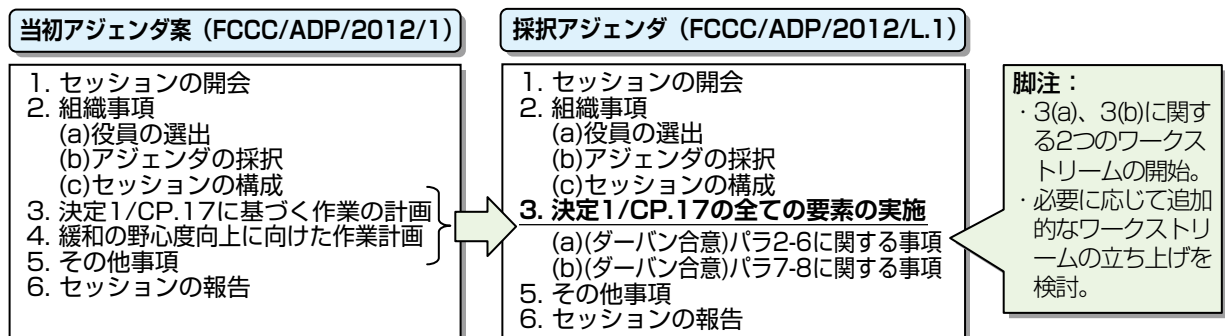 当初アジェンダ案（FCCC/ADP/2012/1）
1. セッションの開会
2. 組織事項
(a)役員の選出
(b)アジェンダの採択
(c)セッションの構成
3. 決定1/CP.17に基づく作業の計画
4. 緩和の野心度向上に向けた作業計画
5. その他事項
6. セッションの報告
採択アジェンダ（FCCC/ADP/2012/L.1）
1. セッションの開会
2. 組織事項
(a)役員の選出
(b)アジェンダの採択
(c)セッションの構成
3. 決定1/CP.17の全ての要素の実施
(a)(ダーバン合意)パラ2-6に関する事項
(b)(ダーバン合意)パラ7-8に関する事項
5. その他事項
6. セッションの報告
脚注：
・3(a)、3(b)に関す
る2つのワークス
トリームの開始。
・必要に応じて追加
的なワークストリ
ームの立ち上げを
検討。